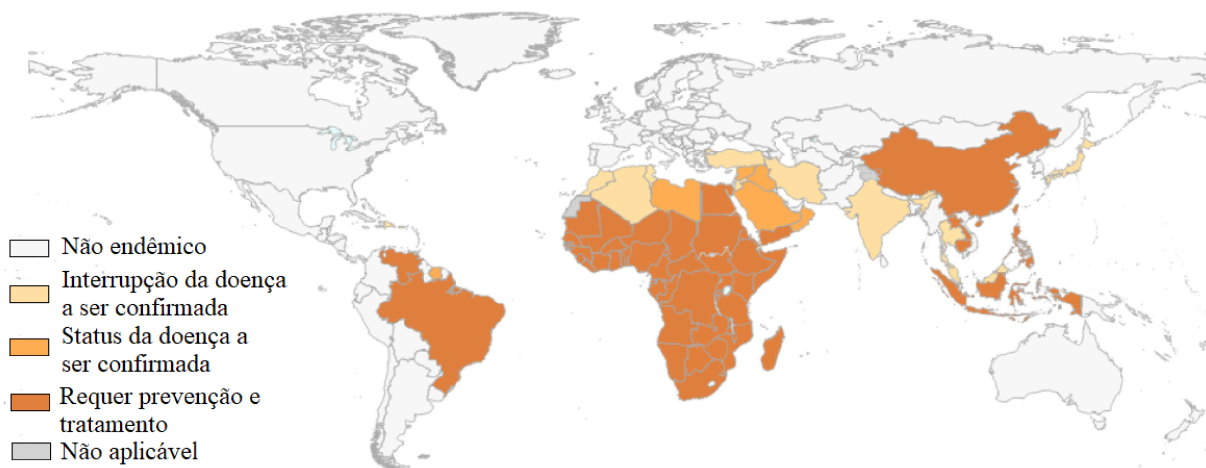 Não endêmico
Interrupção da doença
a ser confirmada
Status da doença a
ser confirmada
Requer prevenção e
tratamento
Não aplicável